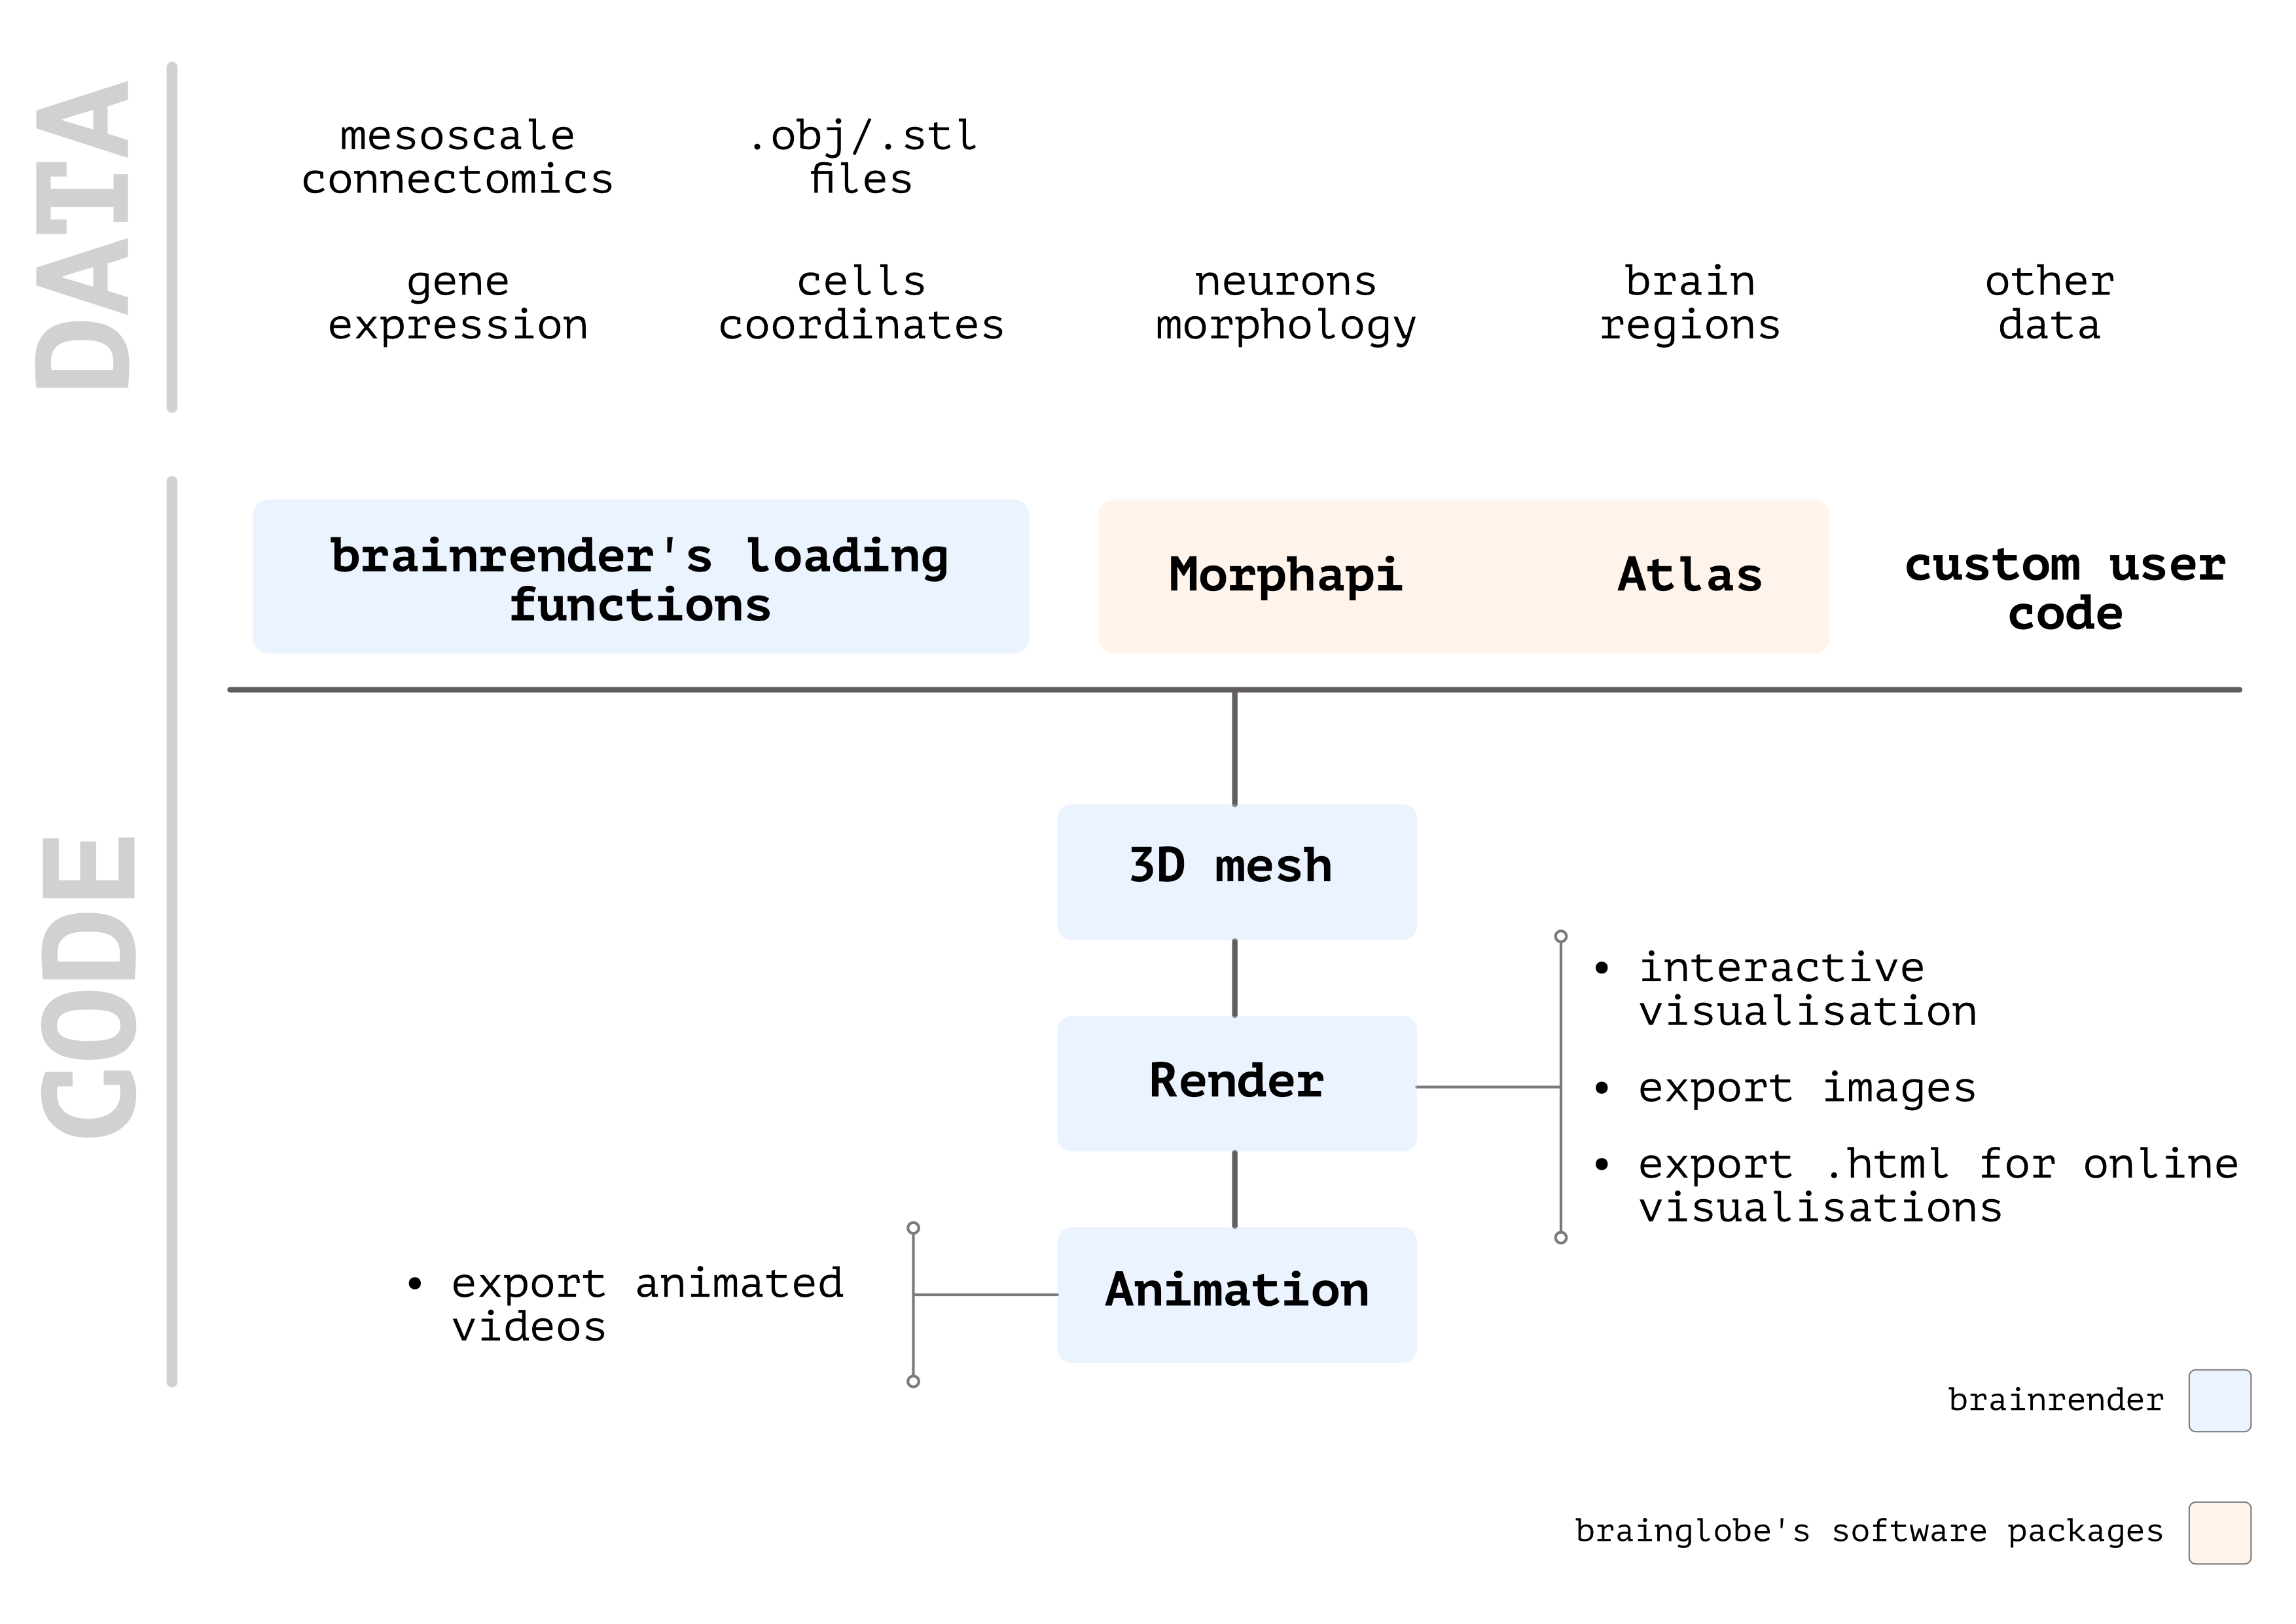 DATA
mesoscale
connectomics
.obj/.stl
files
gene
expression
cells
coordinates
neurons
morphology
brain
regions
other
data
CODE
brainrender's loading
functions
Morphapi
Atlas
custom user
code
3D mesh
Render
• interactive
visualisation
• export images
• export .html for online
visualisations
Animation
• export animated
videos
brainrender
brainglobe's software packages